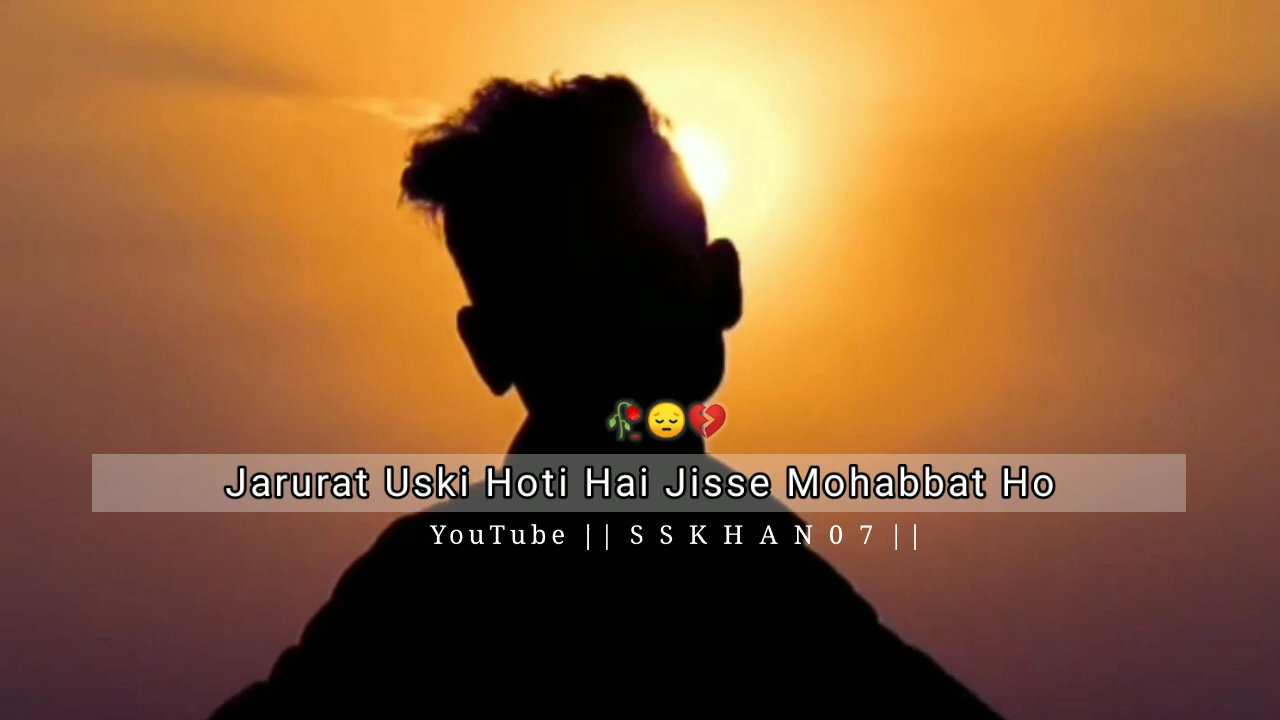 🥀😔💔
Jarurat Uski Hoti Hai Jisse Mohabbat Ho
YouTube || S S K H A N 0 7 ||